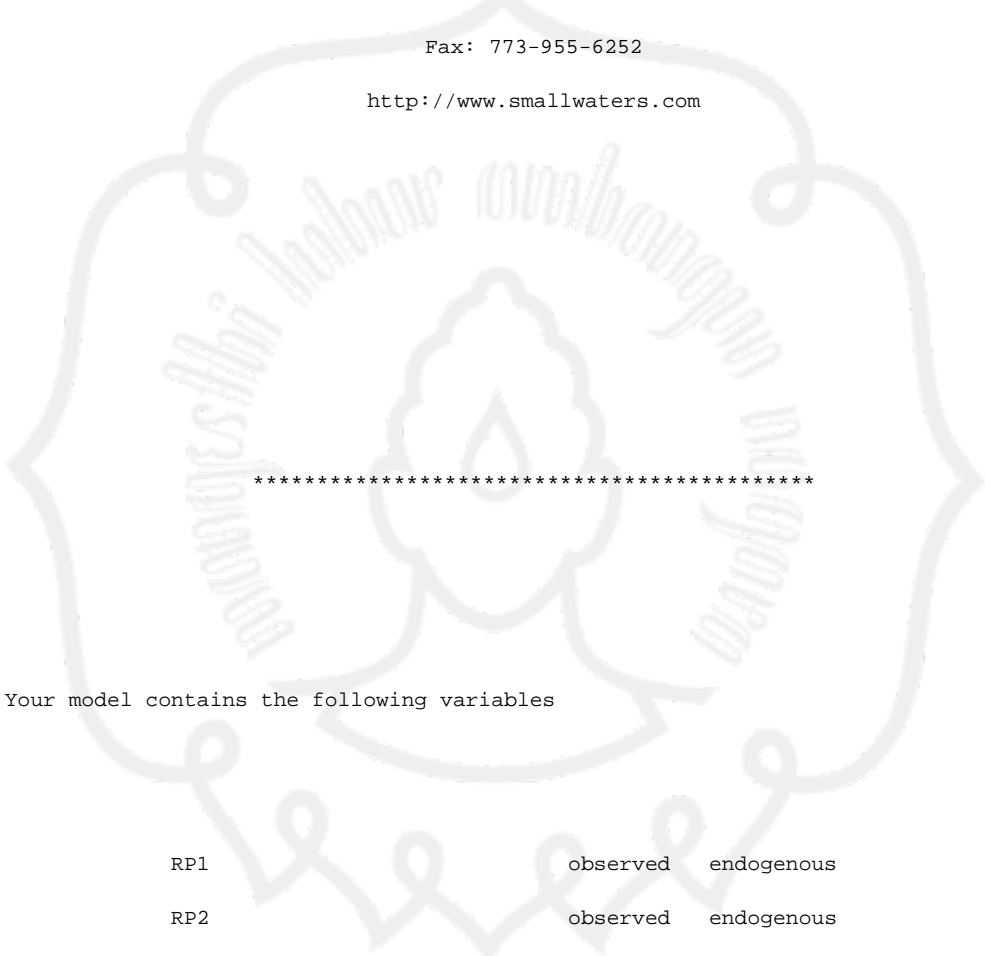 Fax: 773-955-6252
http://www.smallwaters.com
********************************************
Your model contains the following variables
RP1 observed endogenous
RP2 observed endogenous